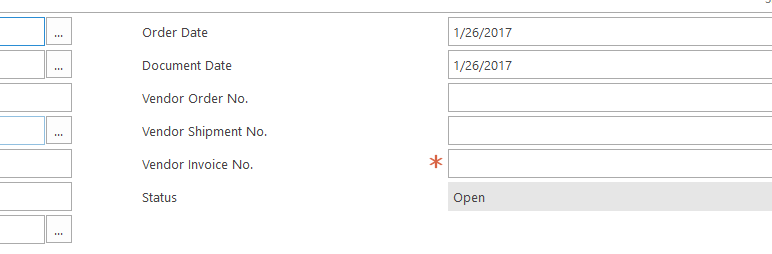 ... Order Date 1/26/2017
... Document Date 1/26/2017
Vendor Order No.
... Vendor Shipment No.
Vendor Invoice No. *
Status Open
...